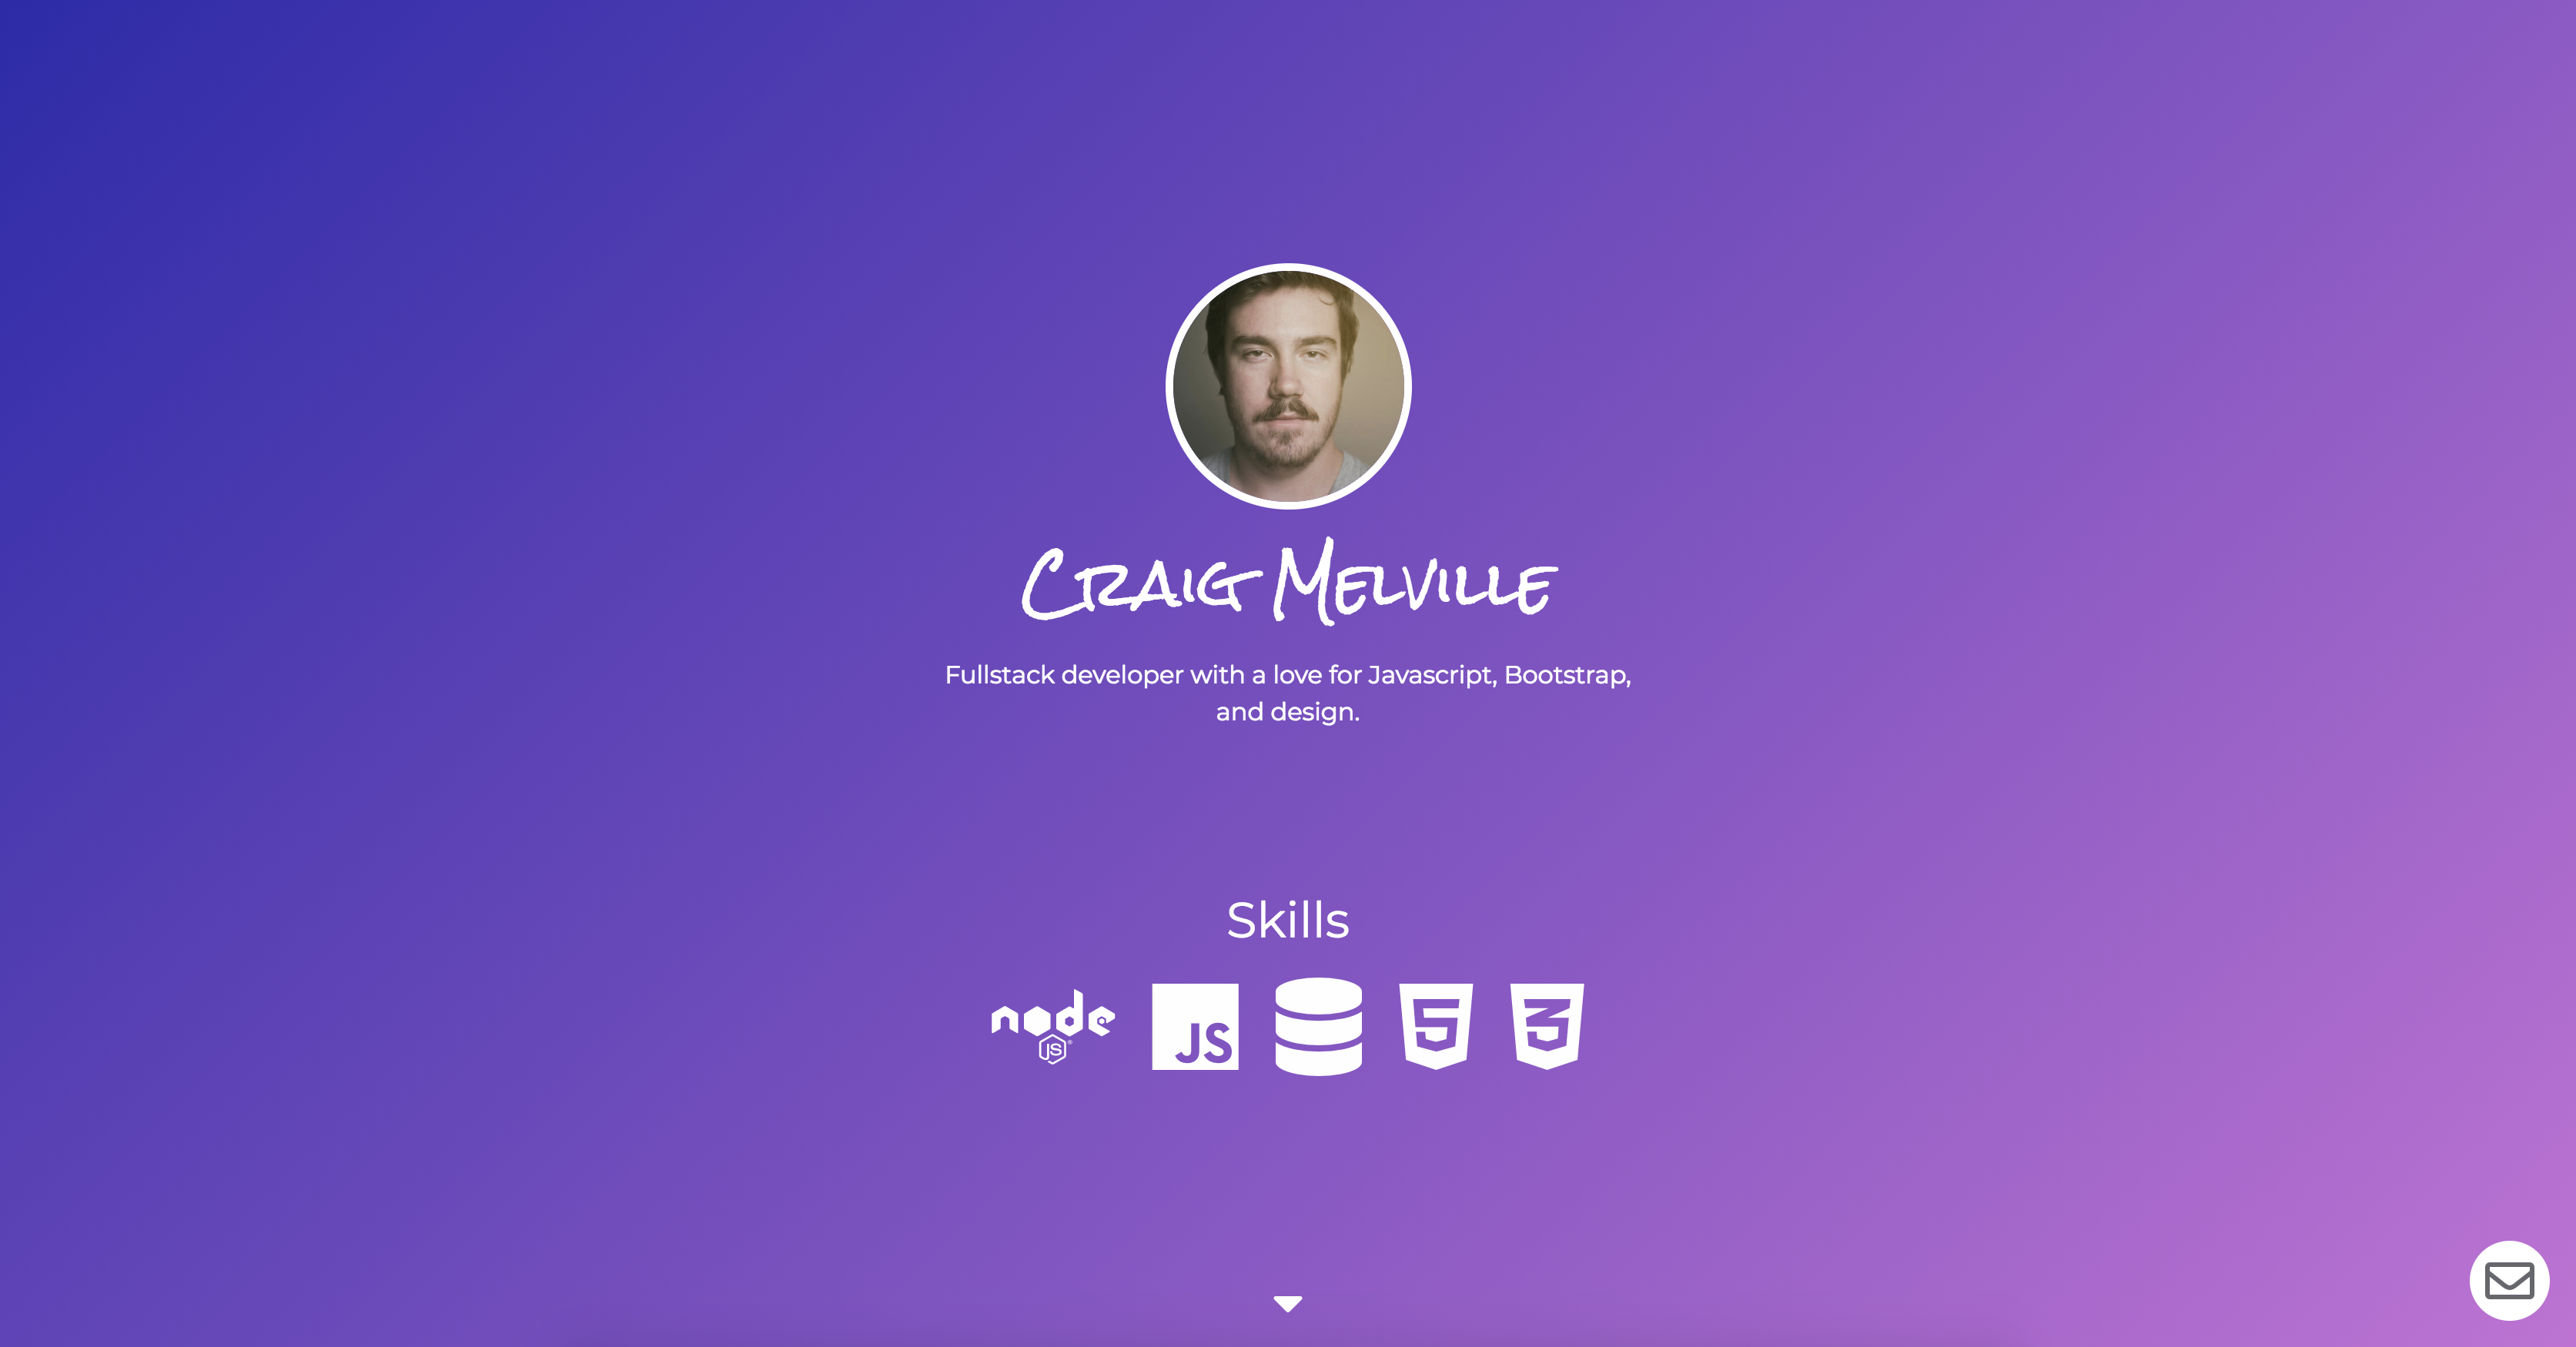 Craig Melville
Fullstack developer with a love for Javascript, Bootstrap,
and design.
Skills
node
JS
JS
5
3